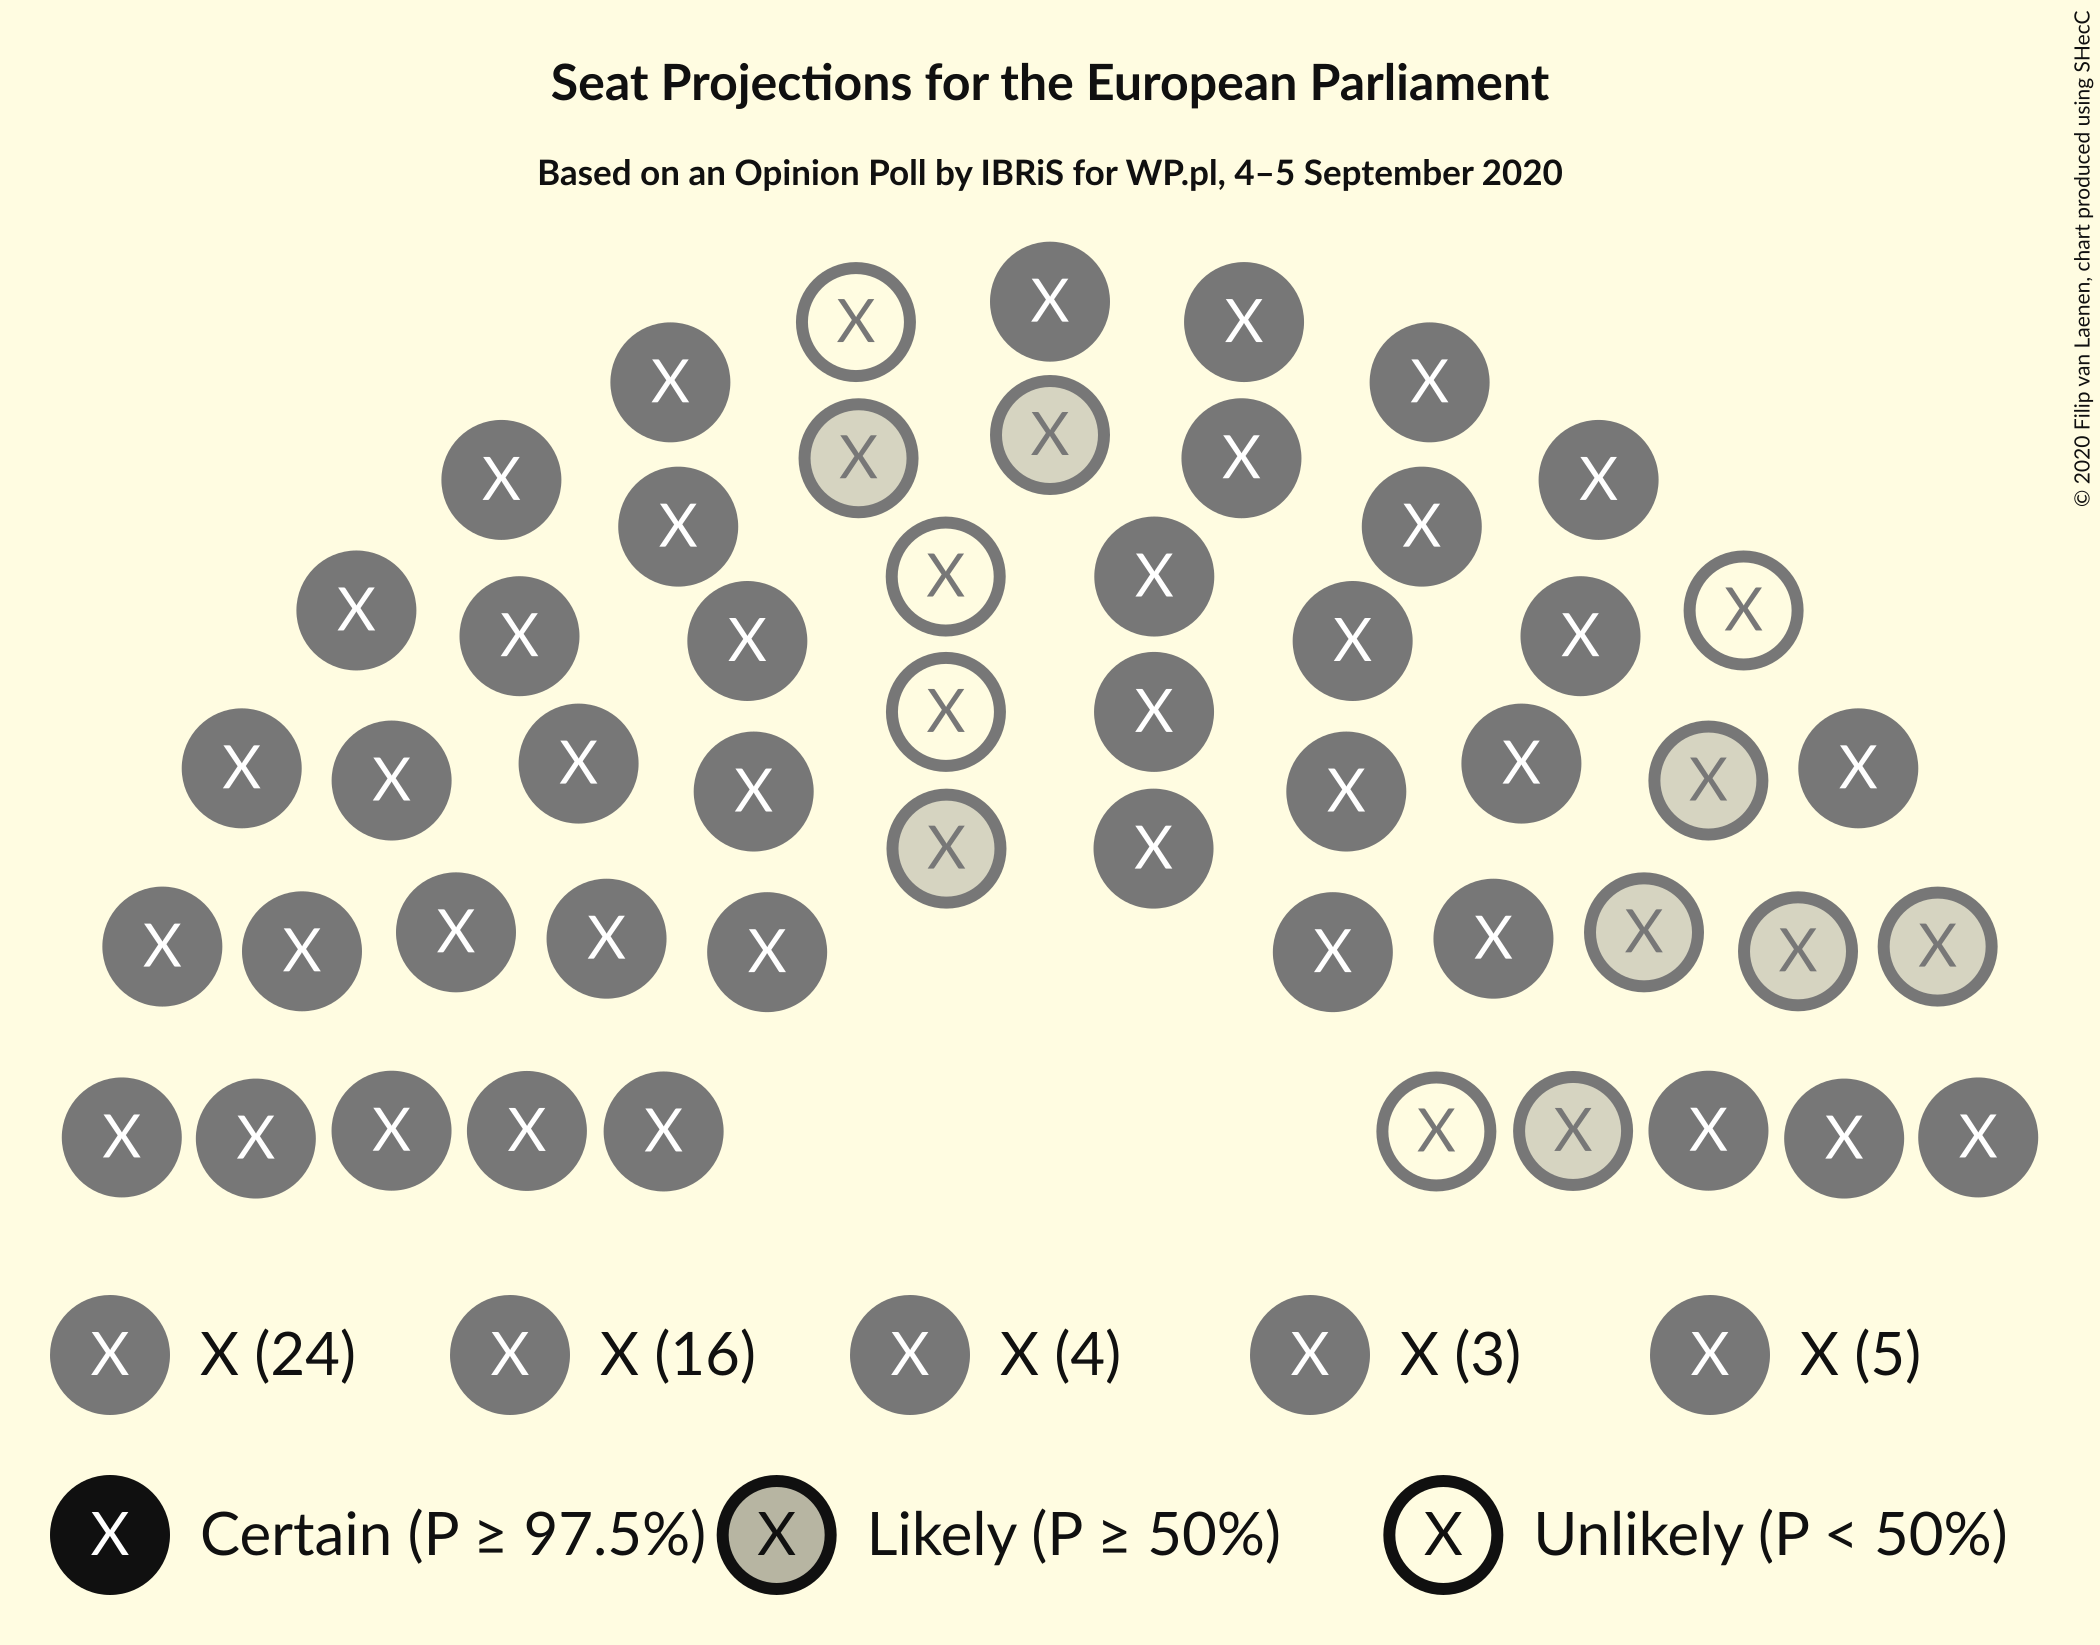 Seat Projections for the European Parliament
Based on an Opinion Poll by IBRiS for WP.pl, 4–5 September 2020
© 2020 Filip van Laenen, chart produced using SHecC
X X X X X
X X X X
X X X X X
X X X X
X X X X X X
X X
X X X X X X
X X X X X X
X X X X X X X X
X X X X X X X X X X
X X X X X X X X X X
X X (24) X X (16) X X (4) X X (3) X X (5)
X Certain (P ≥ 97.5%) X Likely (P ≥ 50%) X Unlikely (P < 50%)